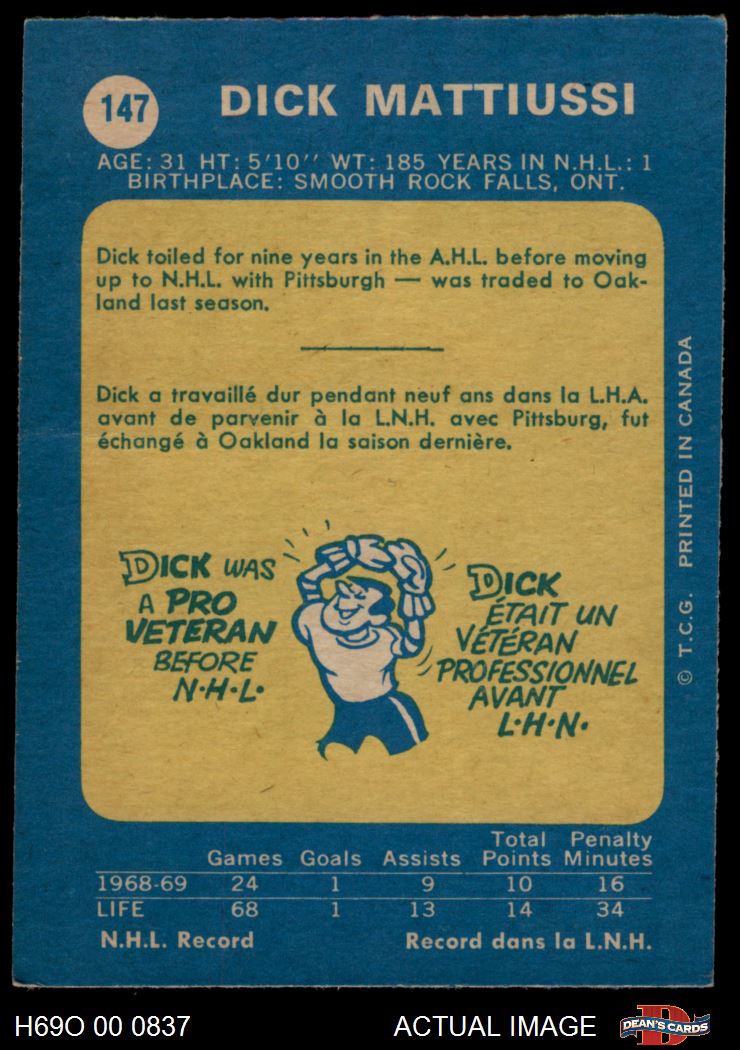 147
DICK MATTIUSSI
AGE: 31 HT: 5'10'' WT: 185 YEARS IN N.H.L.: 1
BIRTHPLACE: SMOOTH ROCK FALLS, ONT.
Dick toiled for nine years in the A.H.L. before moving
up to N.H.L. with Pittsburgh — was traded to Oak-
land last season.
Dick a travaillé dur pendant neuf ans dans la L.H.A.
avant de parvenir à la L.N.H. avec Pittsburg, fut
échangé à Oakland la saison dernière.
DICK WAS
A PRO
VETERAN
BEFORE
N·H·L·
DICK
ÉTAIT UN
VÉTÉRAN
PROFESSIONNEL
AVANT
L·H·N·
© T.C.G. PRINTED IN CANADA
Total Penalty
Games Goals Assists Points Minutes
1968-69 24 1 9 10 16
LIFE 68 1 13 14 34
N.H.L. Record Record dans la L.N.H.
H69O 00 0837
ACTUAL IMAGE
D
DEAN'S CARDS